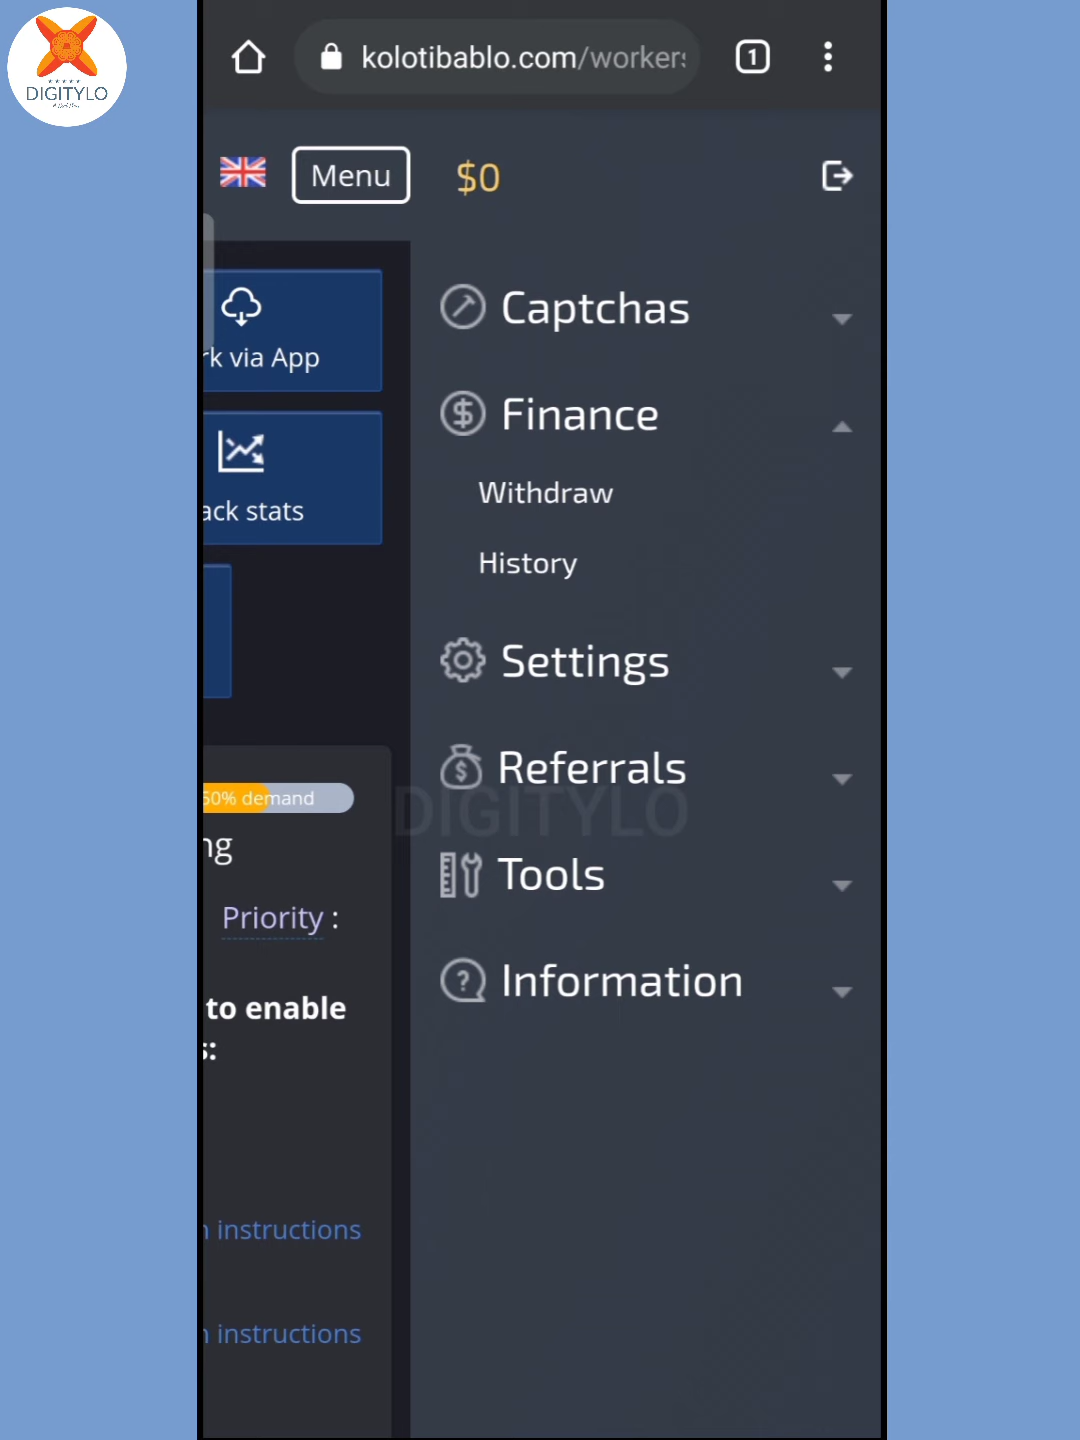 DIGITYLO
kolotibablo.com/workers
1
Menu
$0
rk via App
ack stats
50% demand
ng
Priority :
to enable
s:
n instructions
n instructions
Captchas
Finance
Withdraw
History
Settings
Referrals
DIGITYLO
Tools
Information